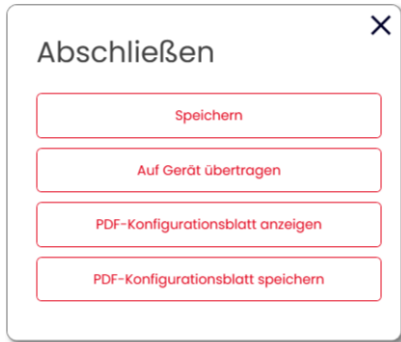 Abschließen
Speichern
Auf Gerät übertragen
PDF-Konfigurationsblatt anzeigen
PDF-Konfigurationsblatt speichern